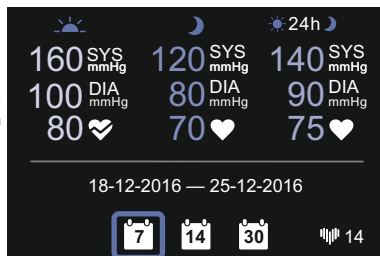 24h
160 SYS mmHg 120 SYS mmHg 140 SYS mmHg
100 DIA mmHg 80 DIA mmHg 90 DIA mmHg
80 70 75
18-12-2016 — 25-12-2016
7 14 30 14